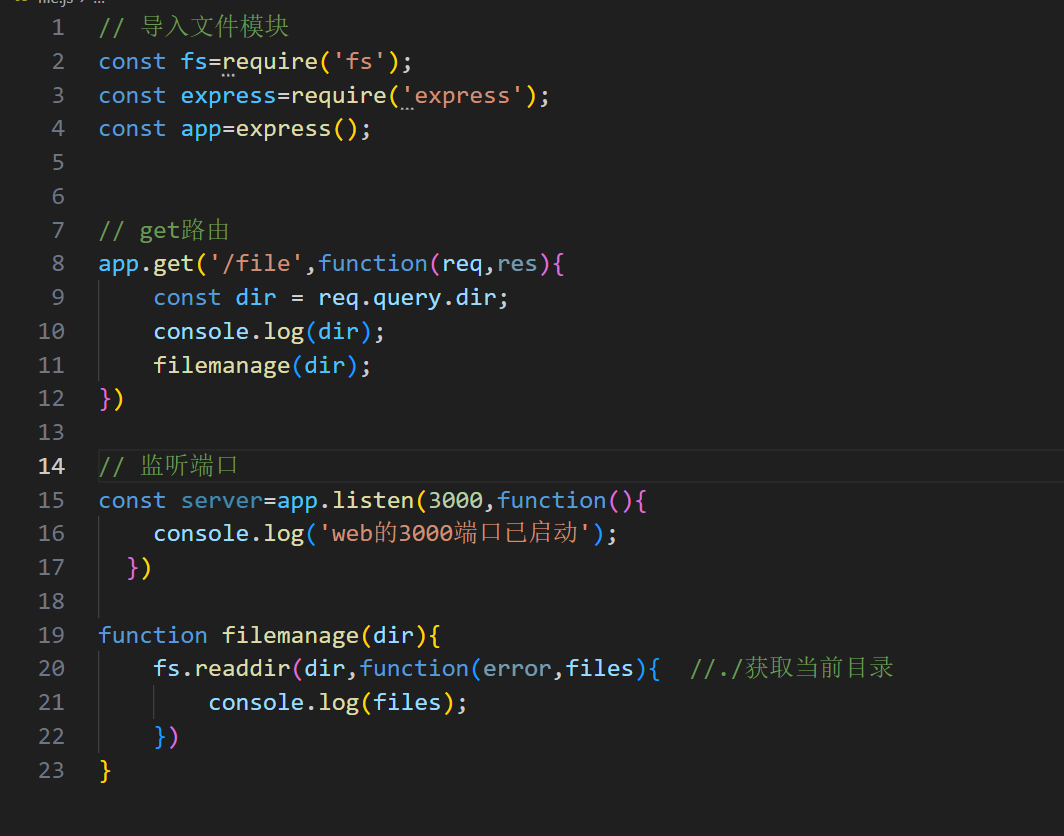 1 // 导入文件模块
2 const fs=require('fs');
3 const express=require('express');
4 const app=express();
5
6
7 // get路由
8 app.get('/file',function(req,res){
9     const dir = req.query.dir;
10     console.log(dir);
11     filemanage(dir);
12 })
13
14 // 监听端口
15 const server=app.listen(3000,function(){
16     console.log('web的3000端口已启动');
17   })
18
19 function filemanage(dir){
20     fs.readdir(dir,function(error,files){  //./获取当前目录
21         console.log(files);
22     })
23 }